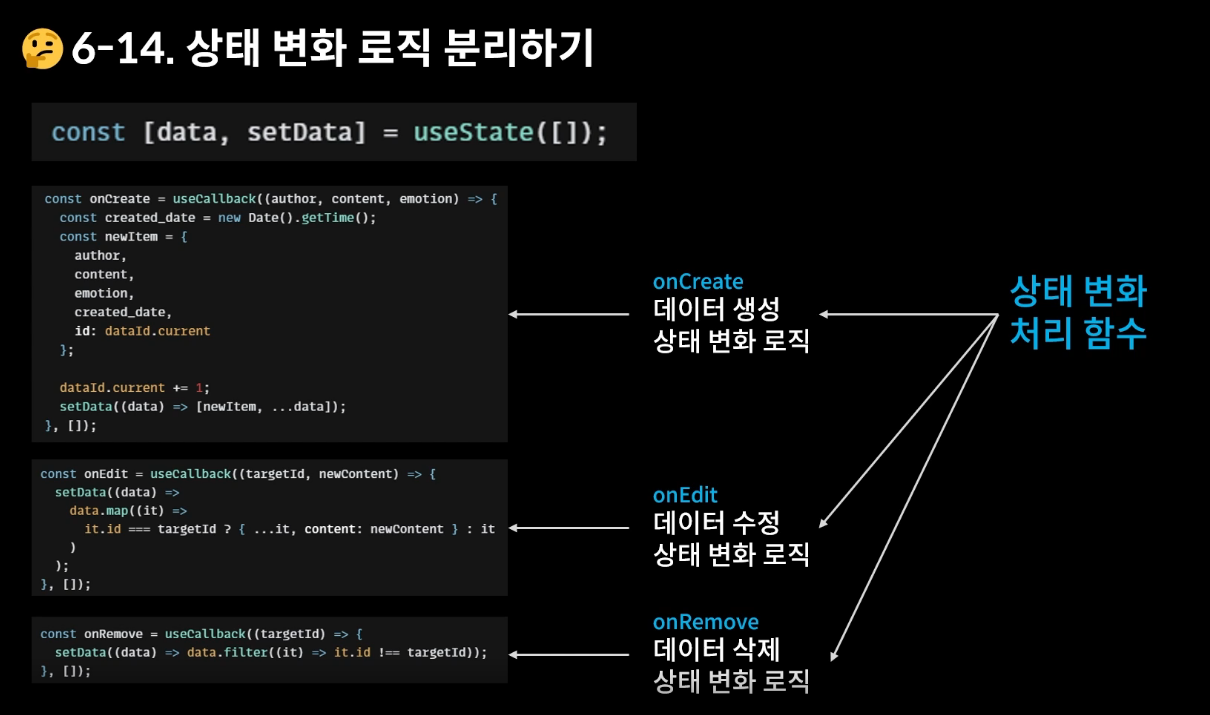 🤔6-14. 상태 변화 로직 분리하기
const [data, setData] = useState([]);
const onCreate = useCallback((author, content, emotion) => {
  const created_date = new Date().getTime();
  const newItem = {
    author,
    content,
    emotion,
    created_date,
    id: dataId.current
  };
  dataId.current += 1;
  setData((data) => [newItem, ...data]);
}, []);
onCreate
데이터 생성
상태 변화 로직
상태 변화
처리 함수
const onEdit = useCallback((targetId, newContent) => {
  setData((data) =>
    data.map((it) =>
      it.id === targetId ? { ...it, content: newContent } : it
    )
  );
}, []);
onEdit
데이터 수정
상태 변화 로직
const onRemove = useCallback((targetId) => {
  setData((data) => data.filter((it) => it.id !== targetId));
}, []);
onRemove
데이터 삭제
상태 변화 로직